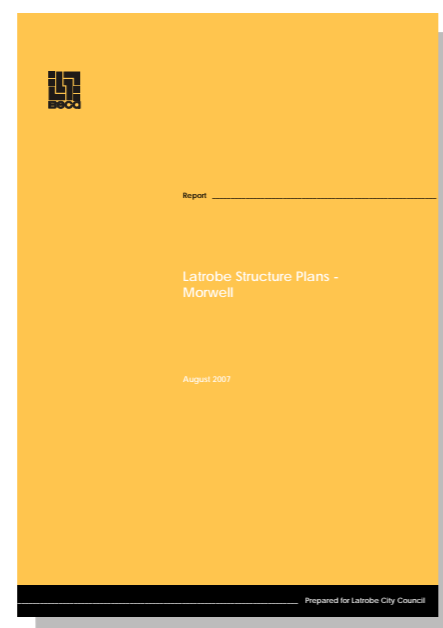 Beca
Report
Latrobe Structure Plans -
Morwell
August 2007
Prepared for Latrobe City Council